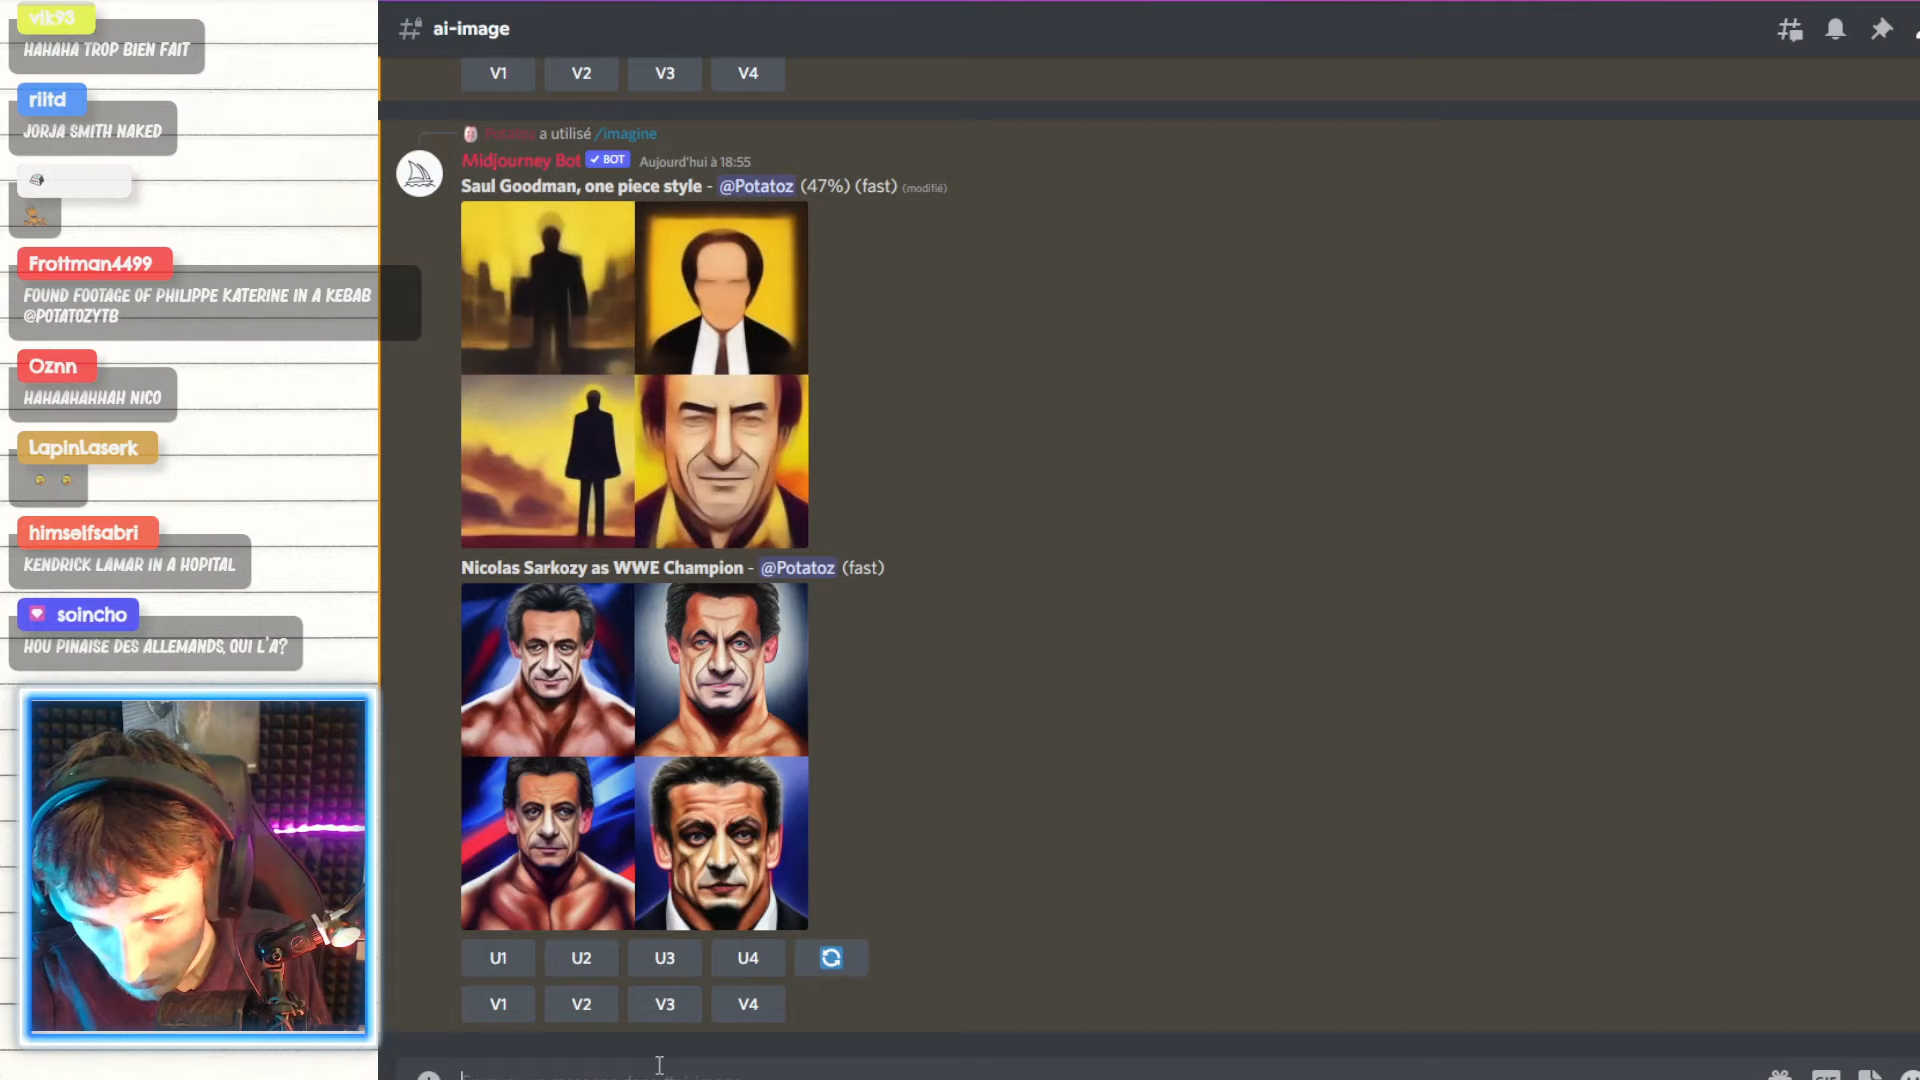 vik93
HAHAHA TROP BIEN FAIT
riitd
JORJA SMITH NAKED
Frottman4499
FOUND FOOTAGE OF PHILIPPE KATERINE IN A KEBAB
@POTATOZYTB
Oznn
HAHAAHAHHAH NICO
LapinLaserk
himselfsabri
KENDRICK LAMAR IN A HOPITAL
soincho
HOU PINAISE DES ALLEMANDS, QUI L'A?
ai-image
V1 V2 V3 V4
Potatoz a utilisé /imagine
Midjourney Bot BOT Aujourd'hui à 18:55
Saul Goodman, one piece style - @Potatoz (47%) (fast) (modifié)
Nicolas Sarkozy as WWE Champion - @Potatoz (fast)
U1 U2 U3 U4
V1 V2 V3 V4